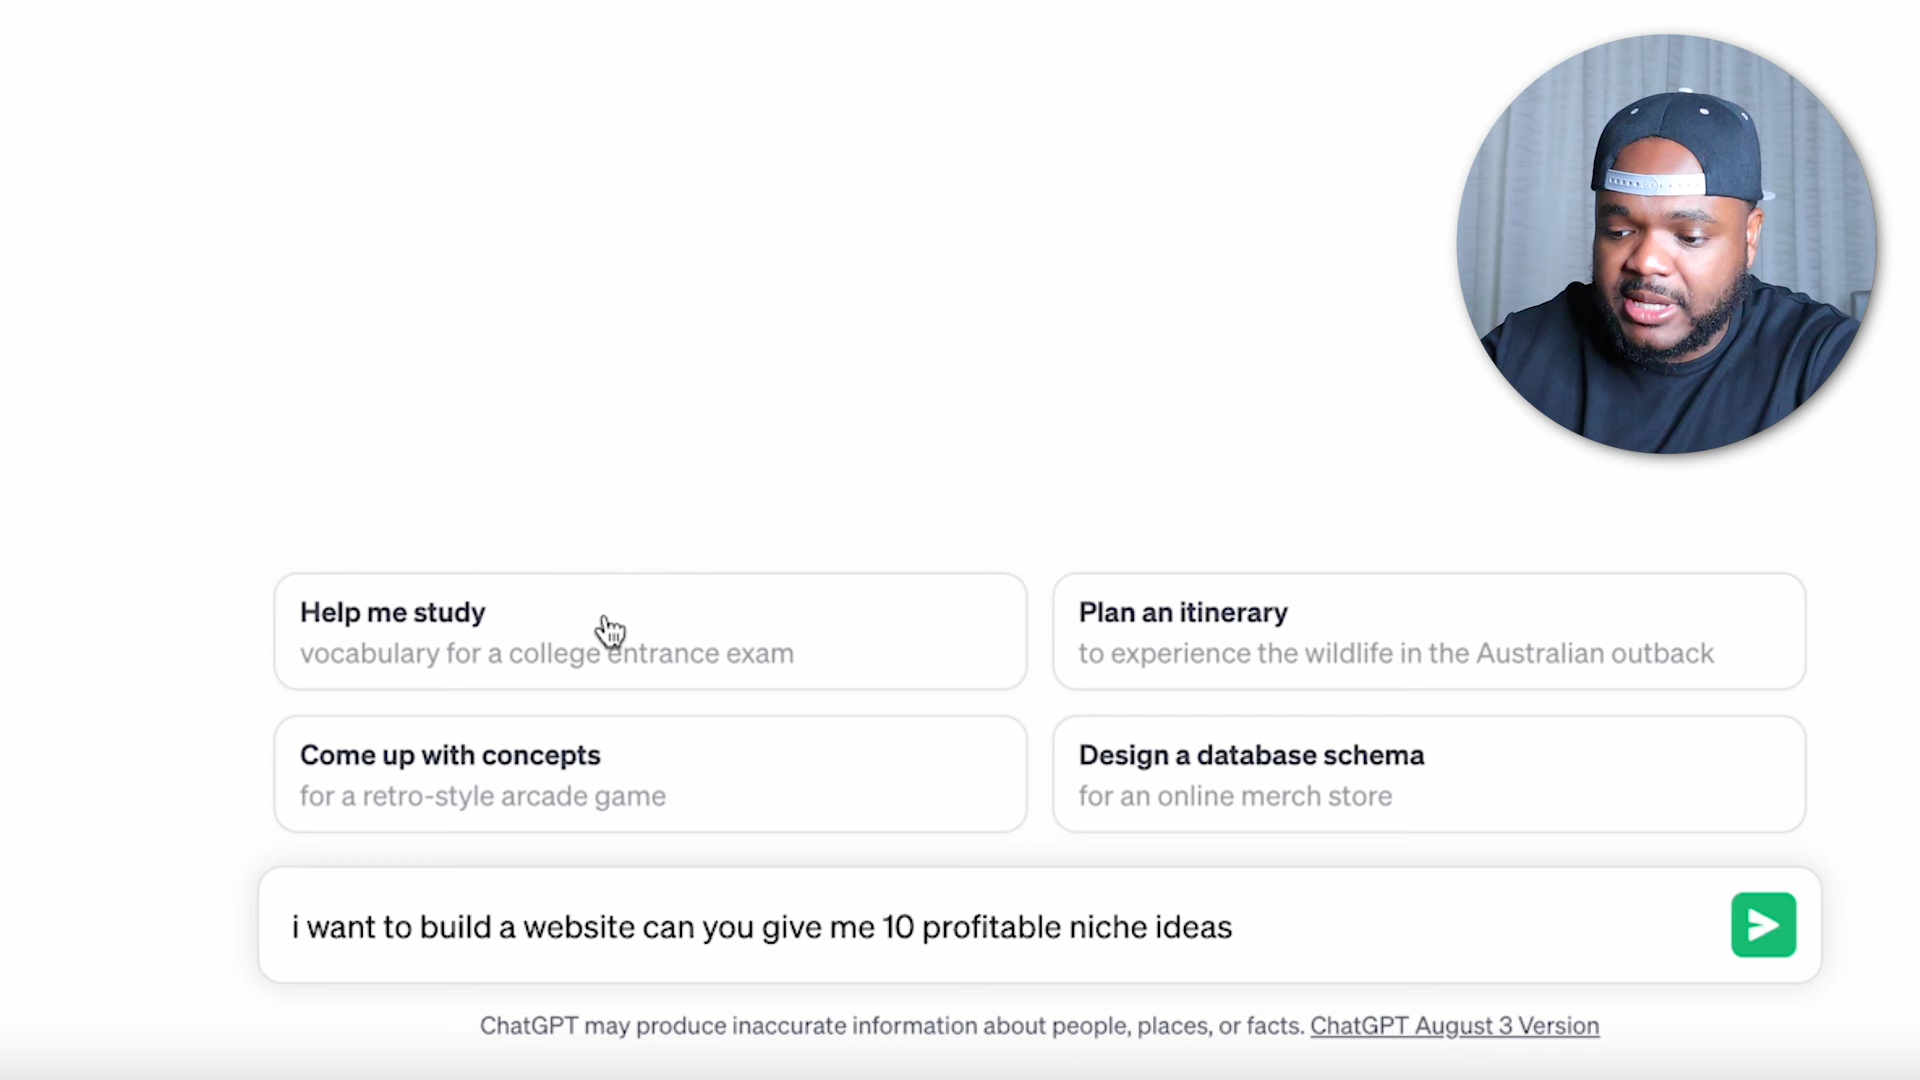 Help me study
vocabulary for a college entrance exam
Plan an itinerary
to experience the wildlife in the Australian outback
Come up with concepts
for a retro-style arcade game
Design a database schema
for an online merch store
i want to build a website can you give me 10 profitable niche ideas
ChatGPT may produce inaccurate information about people, places, or facts. ChatGPT August 3 Version